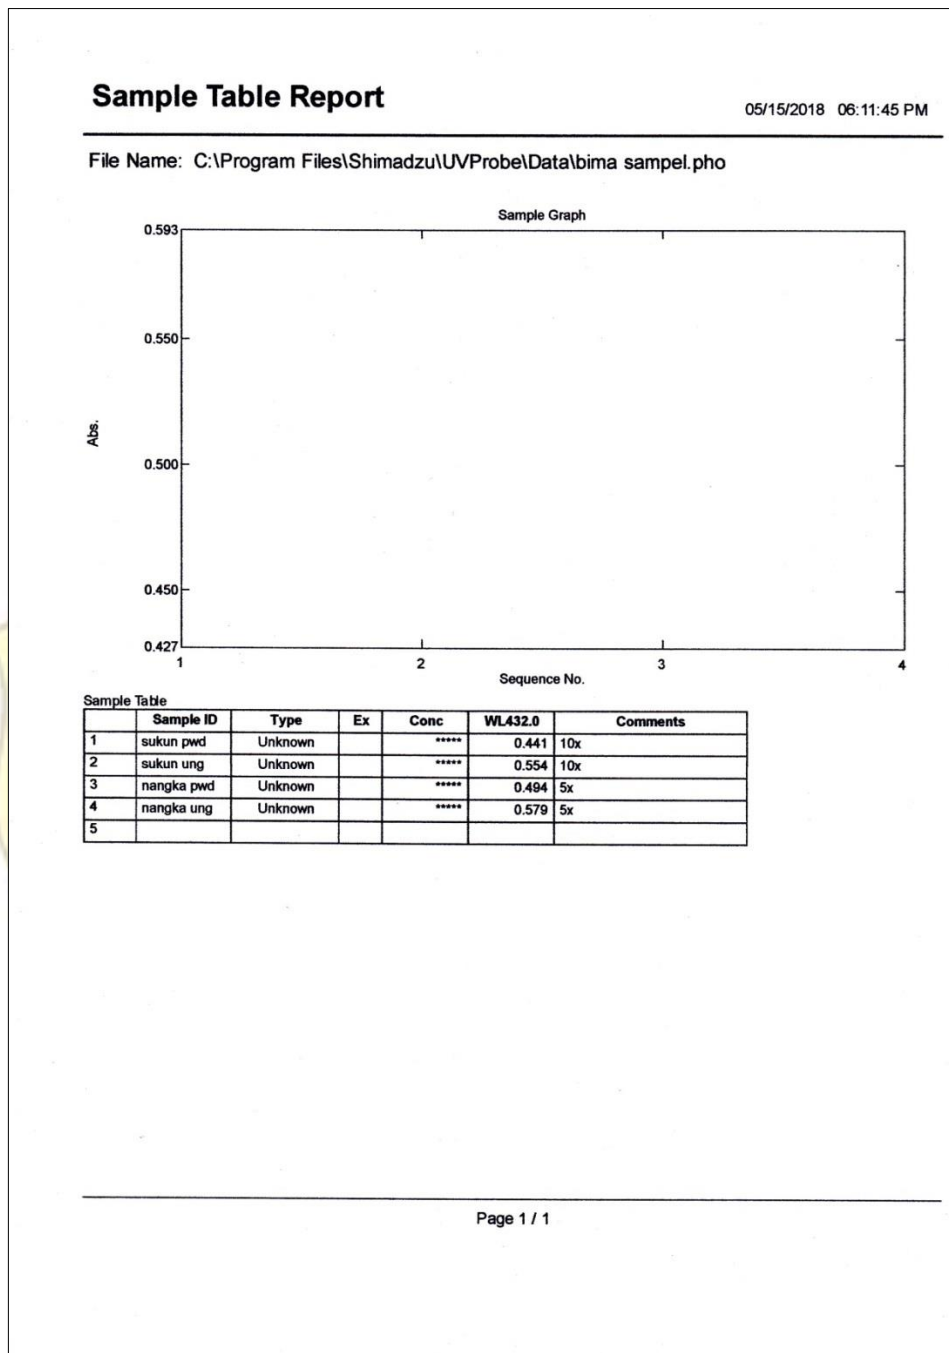 Sample Table Report
05/15/2018 06:11:45 PM
File Name: C:\Program Files\Shimadzu\UVProbe\Data\bima sampel.pho
Sample Graph
0.593
0.550
Abs.
0.500
0.450
0.427
1 2 3 4
Sequence No.
Sample Table
Sample ID Type Ex Conc WL432.0 Comments
1 sukun pwd Unknown ***** 0.441 10x
2 sukun ung Unknown ***** 0.554 10x
3 nangka pwd Unknown ***** 0.494 5x
4 nangka ung Unknown ***** 0.579 5x
5
Page 1 / 1